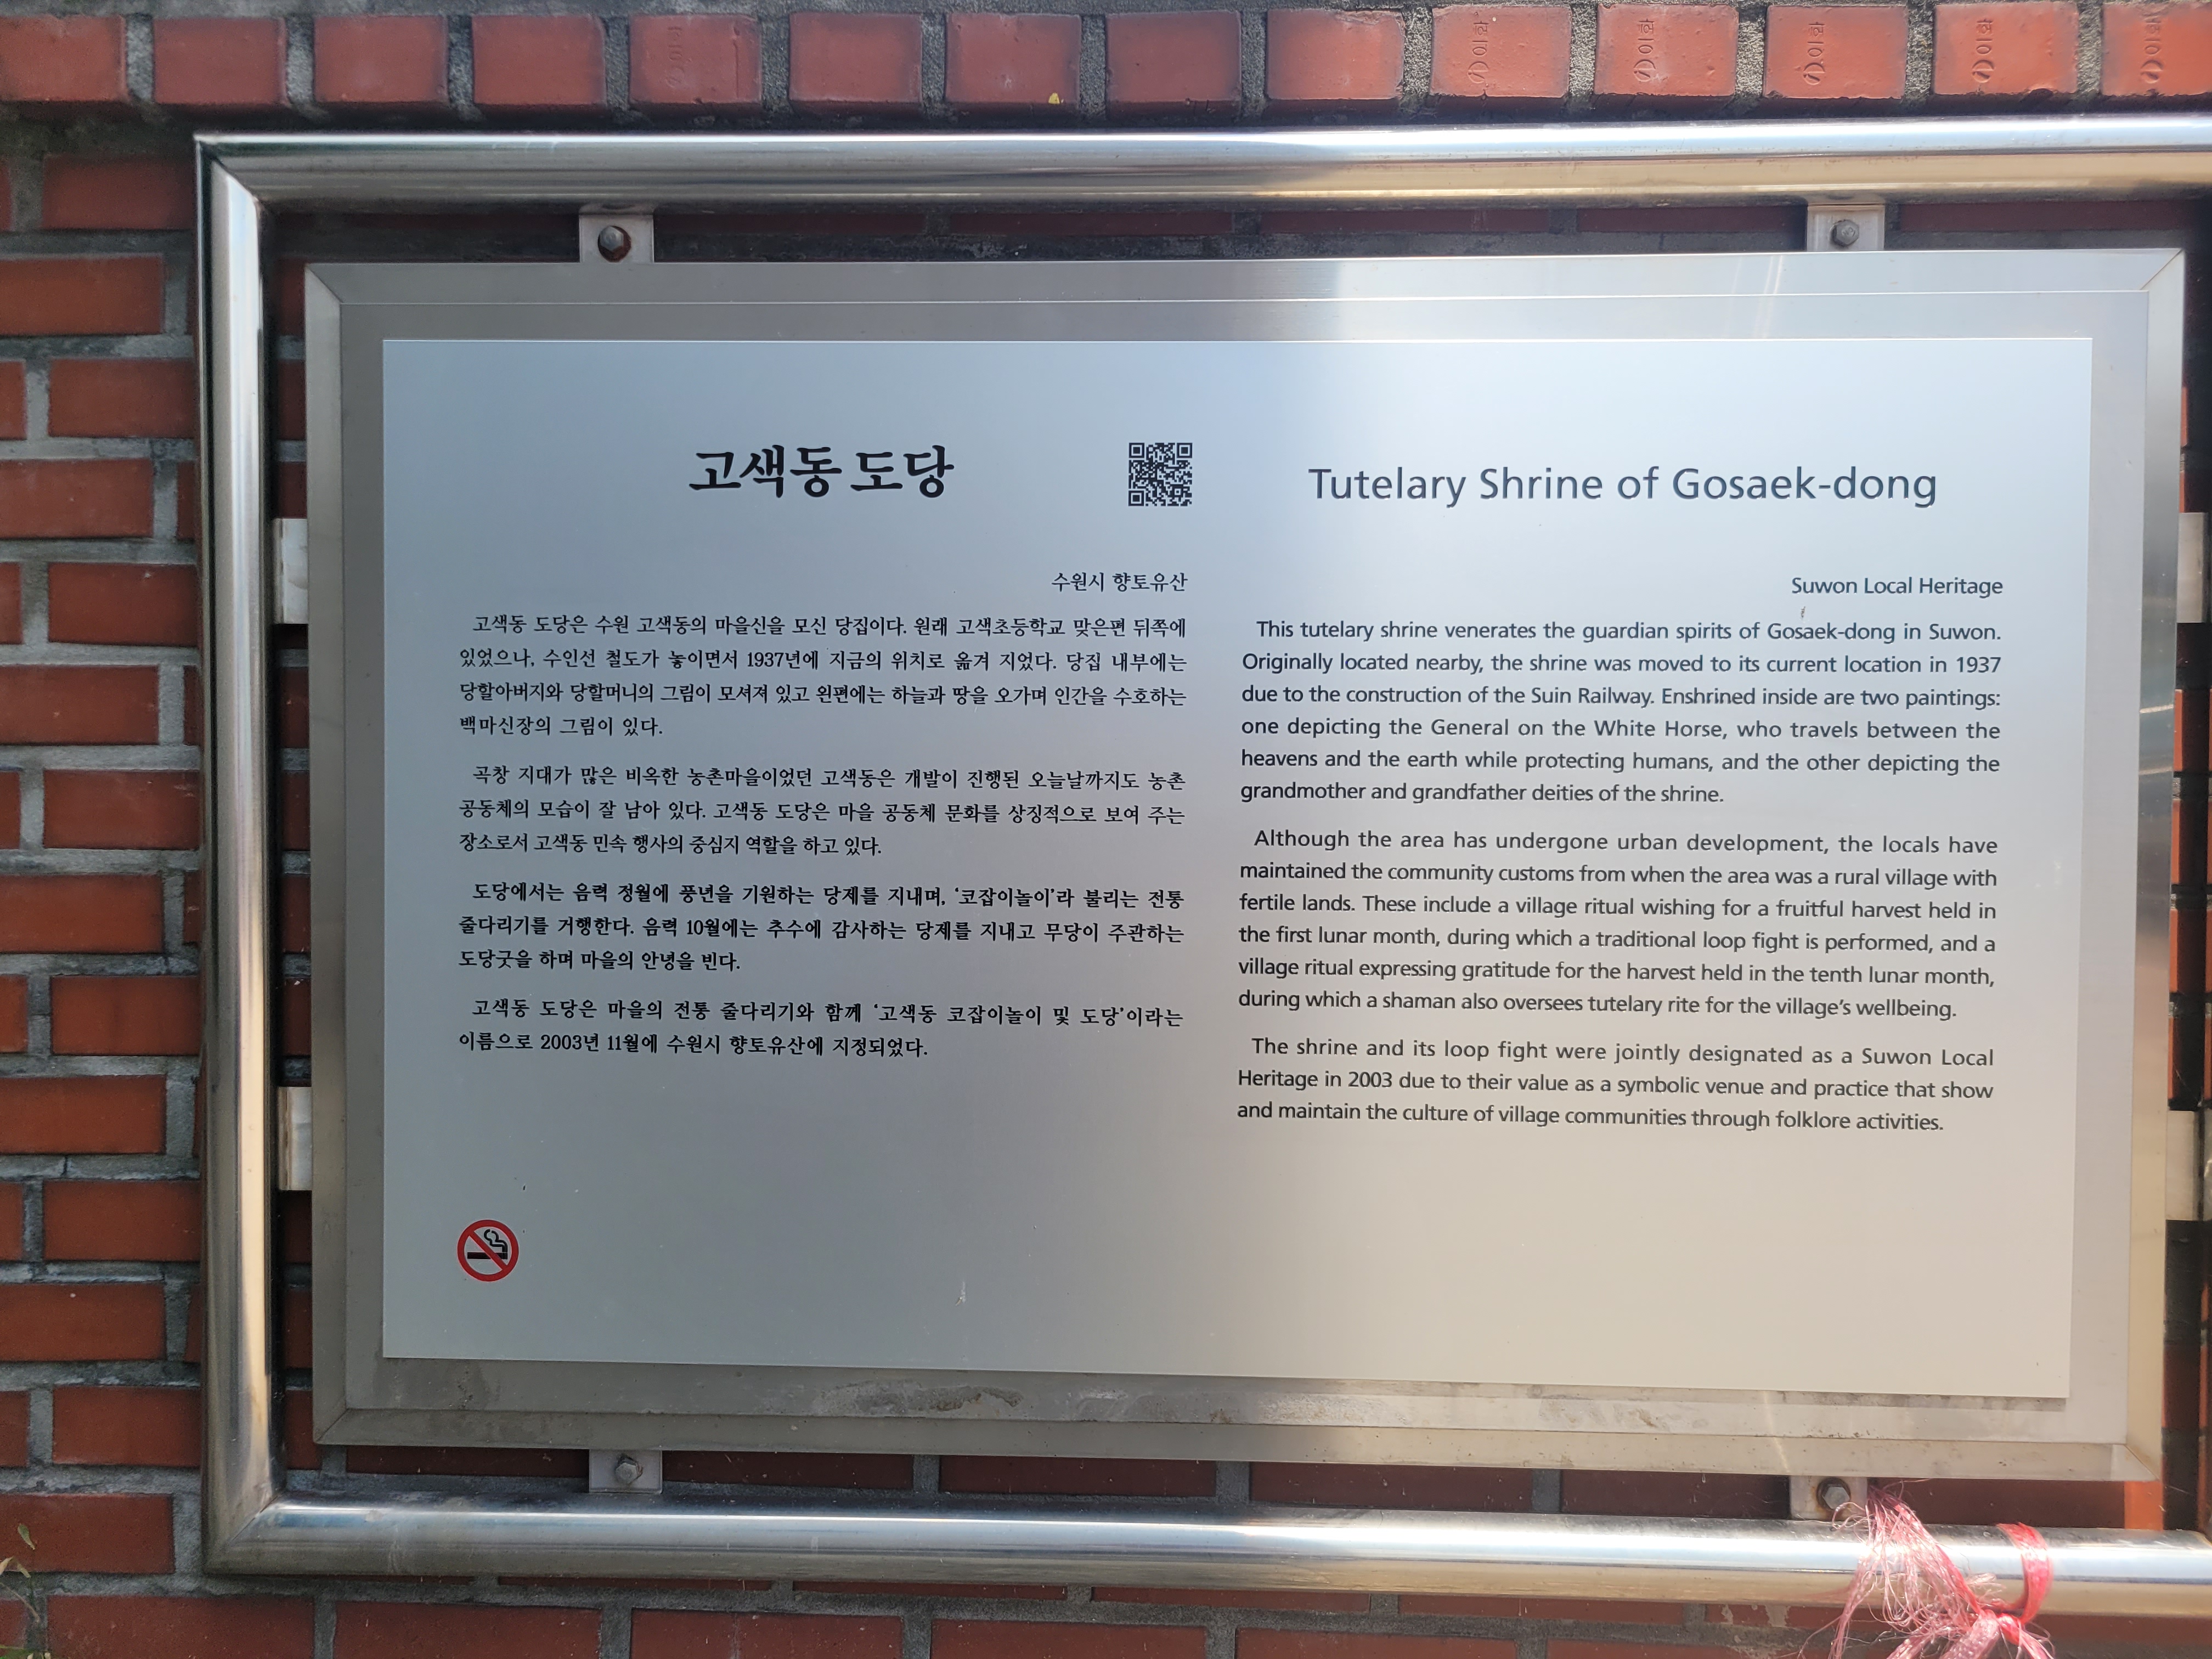 이화
이화
이화
이화
이화
이화
고색동 도당
수원시 향토유산
고색동 도당은 수원 고색동의 마을신을 모신 당집이다. 원래 고색초등학교 맞은편 뒤쪽에
있었으나, 수인선 철도가 놓이면서 1937년에 지금의 위치로 옮겨 지었다. 당집 내부에는
당할아버지와 당할머니의 그림이 모셔져 있고 왼편에는 하늘과 땅을 오가며 인간을 수호하는
백마신장의 그림이 있다.
곡창 지대가 많은 비옥한 농촌마을이었던 고색동은 개발이 진행된 오늘날까지도 농촌
공동체의 모습이 잘 남아 있다. 고색동 도당은 마을 공동체 문화를 상징적으로 보여 주는
장소로서 고색동 민속 행사의 중심지 역할을 하고 있다.
도당에서는 음력 정월에 풍년을 기원하는 당제를 지내며, ‘코잡이놀이’라 불리는 전통
줄다리기를 거행한다. 음력 10월에는 추수에 감사하는 당제를 지내고 무당이 주관하는
도당굿을 하며 마을의 안녕을 빈다.
고색동 도당은 마을의 전통 줄다리기와 함께 ‘고색동 코잡이놀이 및 도당’이라는
이름으로 2003년 11월에 수원시 향토유산에 지정되었다.
Tutelary Shrine of Gosaek-dong
Suwon Local Heritage
This tutelary shrine venerates the guardian spirits of Gosaek-dong in Suwon.
Originally located nearby, the shrine was moved to its current location in 1937
due to the construction of the Suin Railway. Enshrined inside are two paintings:
one depicting the General on the White Horse, who travels between the
heavens and the earth while protecting humans, and the other depicting the
grandmother and grandfather deities of the shrine.
Although the area has undergone urban development, the locals have
maintained the community customs from when the area was a rural village with
fertile lands. These include a village ritual wishing for a fruitful harvest held in
the first lunar month, during which a traditional loop fight is performed, and a
village ritual expressing gratitude for the harvest held in the tenth lunar month,
during which a shaman also oversees tutelary rite for the village’s wellbeing.
The shrine and its loop fight were jointly designated as a Suwon Local
Heritage in 2003 due to their value as a symbolic venue and practice that show
and maintain the culture of village communities through folklore activities.